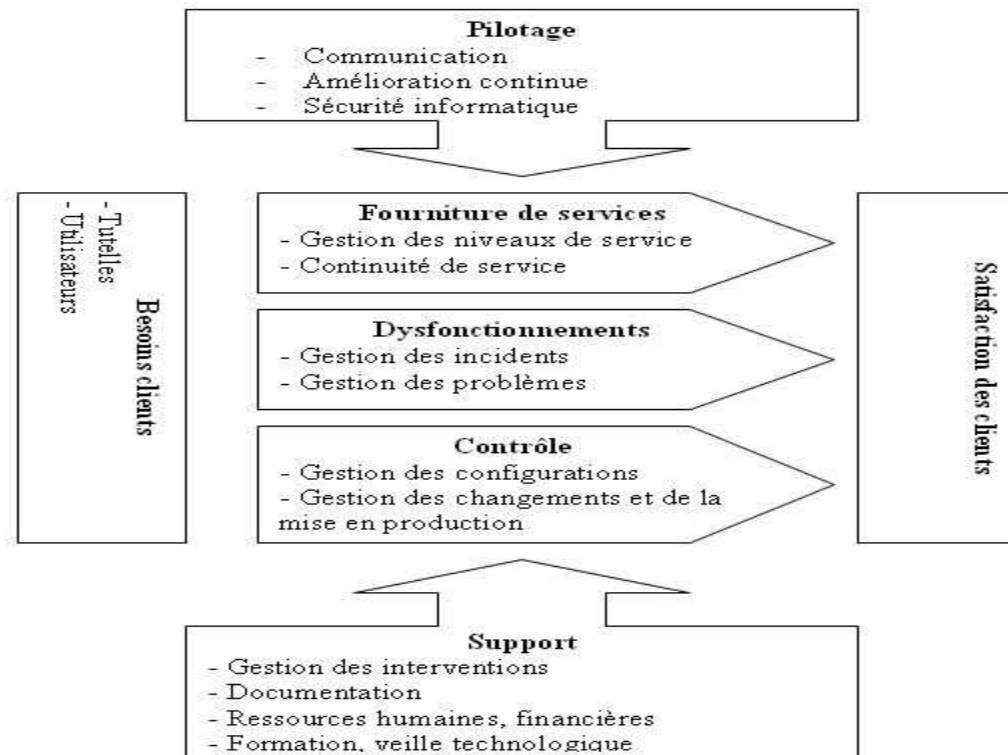 Pilotage
- Communication
- Amélioration continue
- Sécurité informatique
Besoins clients
- Tutelles
- Utilisateurs
Fourniture de services
- Gestion des niveaux de service
- Continuité de service
Dysfonctionnements
- Gestion des incidents
- Gestion des problèmes
Contrôle
- Gestion des configurations
- Gestion des changements et de la
mise en production
Satisfaction des clients
Support
- Gestion des interventions
- Documentation
- Ressources humaines, financières
- Formation, veille technologique